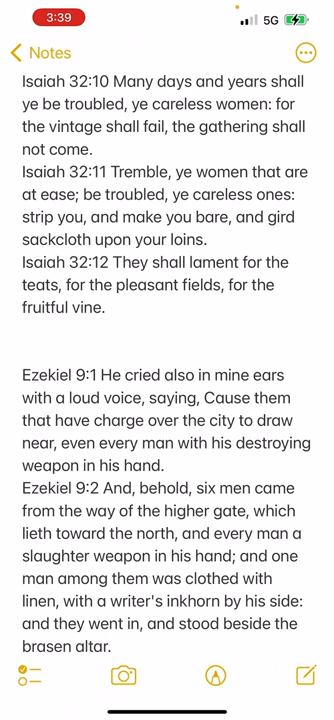 3:39
5G
Notes
Isaiah 32:10 Many days and years shall
ye be troubled, ye careless women: for
the vintage shall fail, the gathering shall
not come.
Isaiah 32:11 Tremble, ye women that are
at ease; be troubled, ye careless ones:
strip you, and make you bare, and gird
sackcloth upon your loins.
Isaiah 32:12 They shall lament for the
teats, for the pleasant fields, for the
fruitful vine.
Ezekiel 9:1 He cried also in mine ears
with a loud voice, saying, Cause them
that have charge over the city to draw
near, even every man with his destroying
weapon in his hand.
Ezekiel 9:2 And, behold, six men came
from the way of the higher gate, which
lieth toward the north, and every man a
slaughter weapon in his hand; and one
man among them was clothed with
linen, with a writer's inkhorn by his side:
and they went in, and stood beside the
brasen altar.